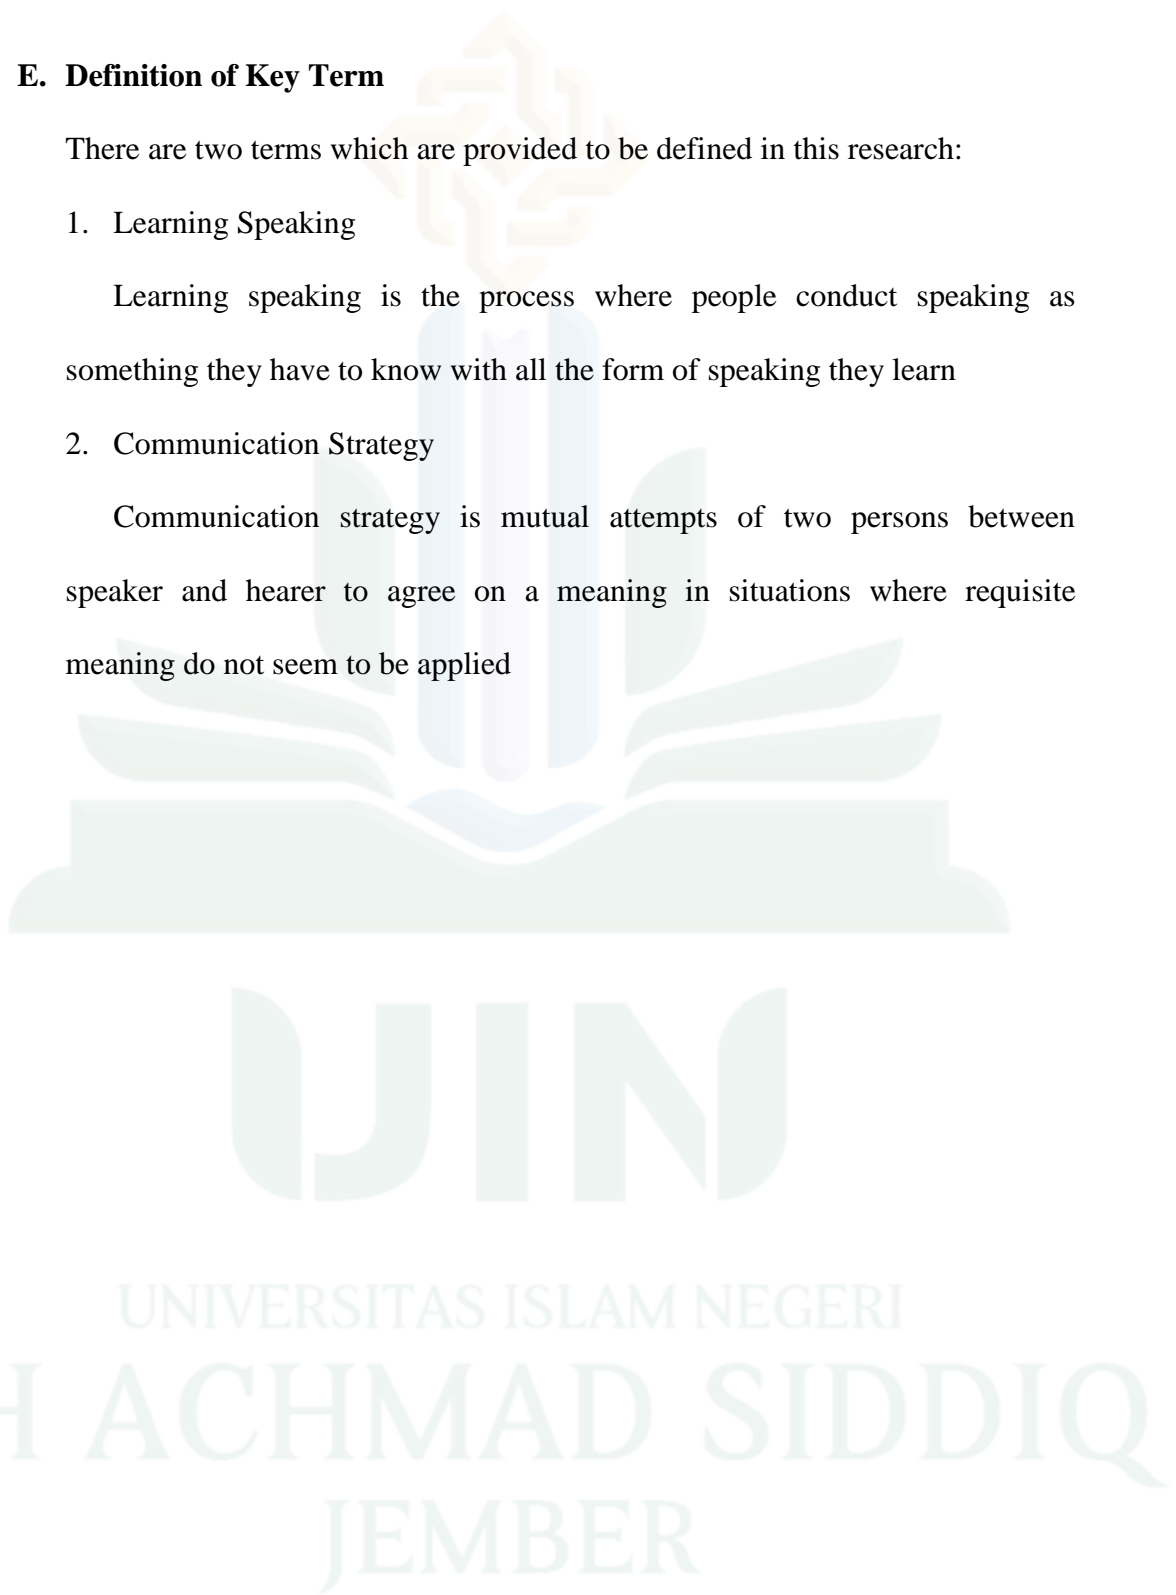 E. Definition of Key Term
There are two terms which are provided to be defined in this research:
1. Learning Speaking
Learning speaking is the process where people conduct speaking as
something they have to know with all the form of speaking they learn
2. Communication Strategy
Communication strategy is mutual attempts of two persons between
speaker and hearer to agree on a meaning in situations where requisite
meaning do not seem to be applied
UIN
UNIVERSITAS ISLAM NEGERI
H ACHMAD SIDDIQ
JEMBER